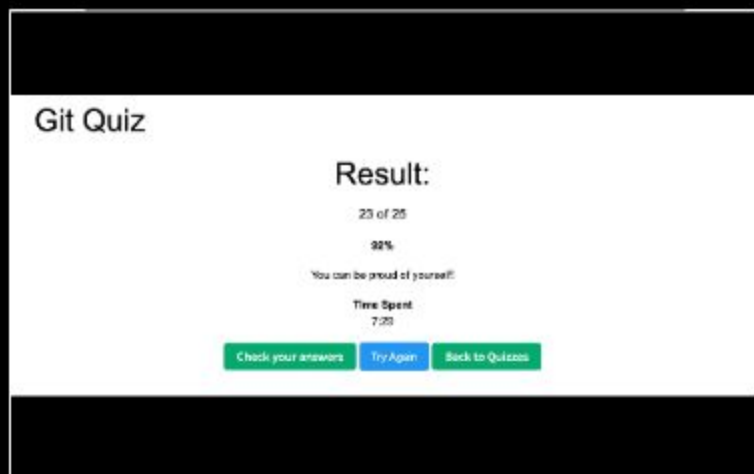 Git Quiz
Result:
23 of 25
92%
You can be proud of yourself!
Time Spent
Check your answers Try Again Back to Quizzes